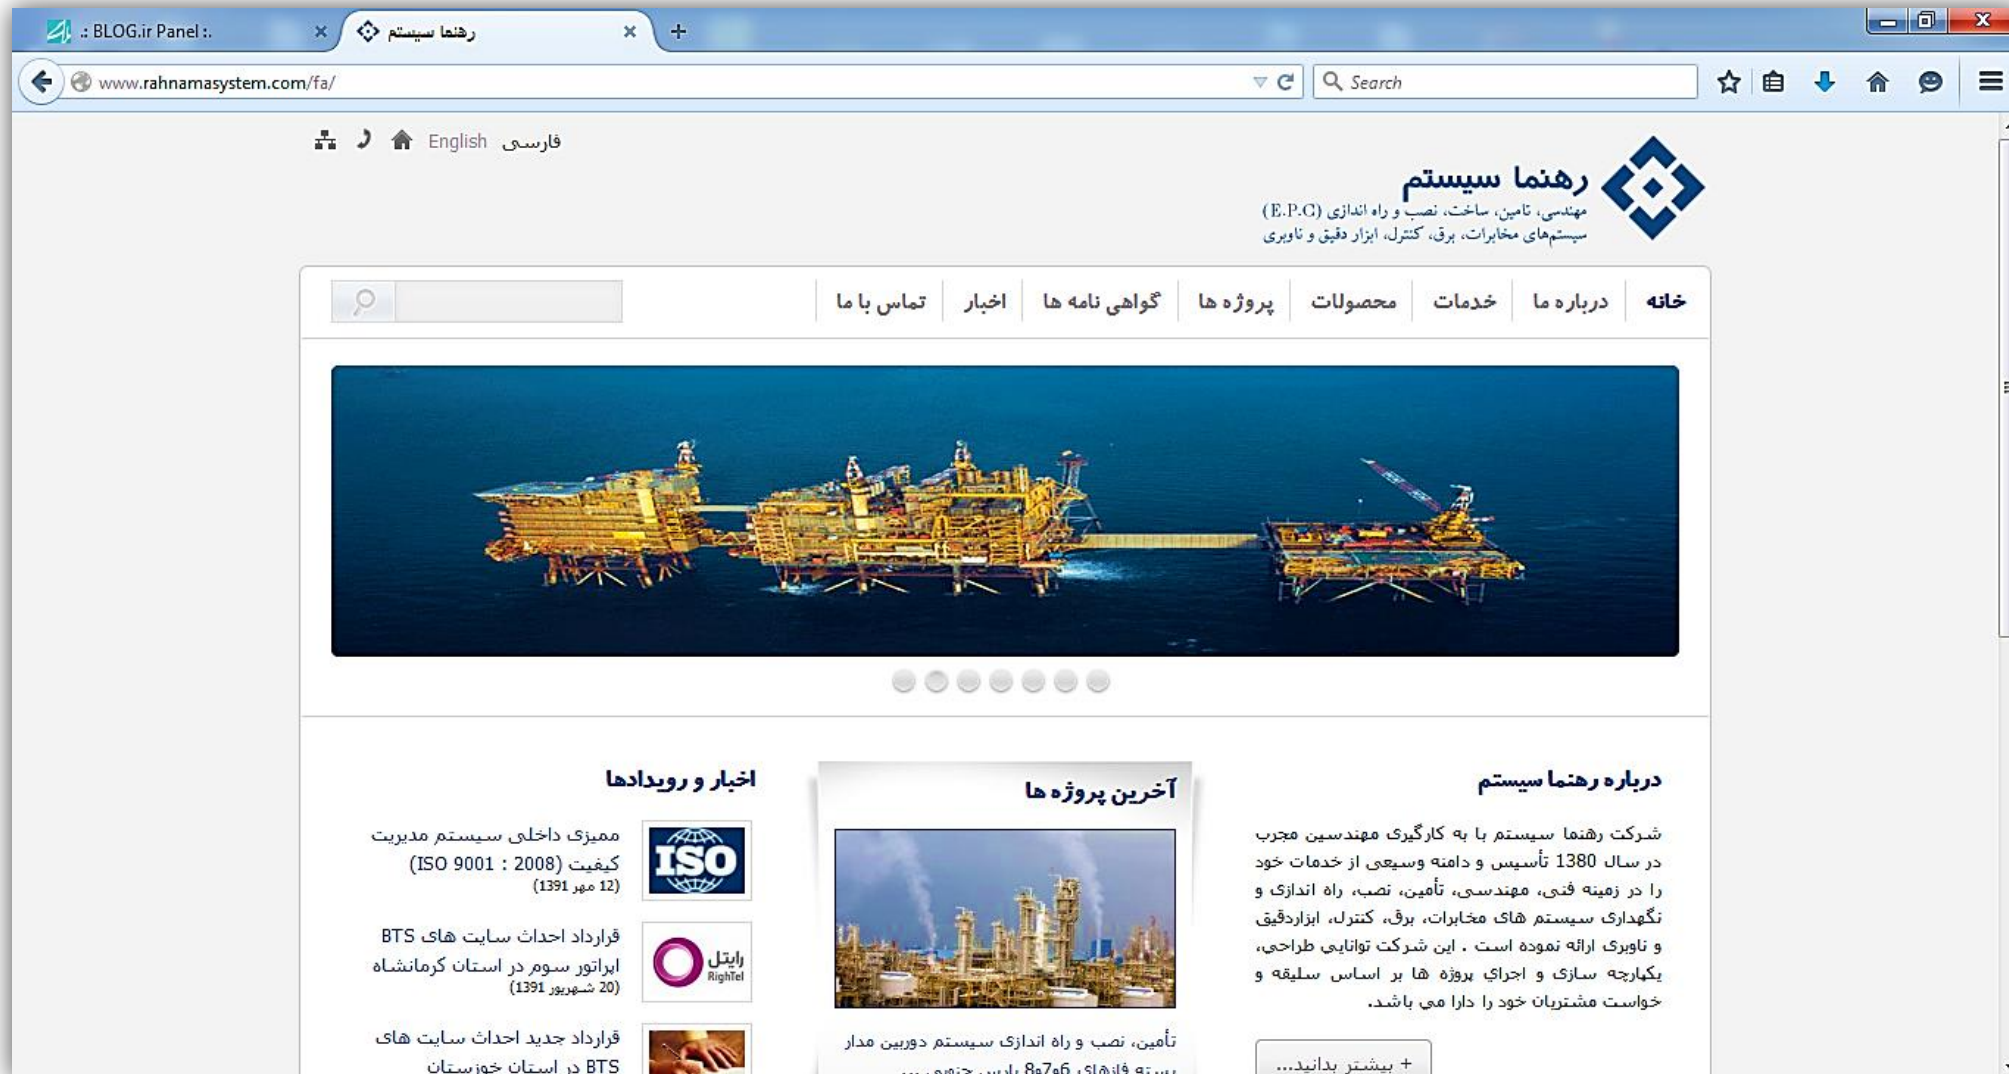 .: BLOG.ir Panel :.
رهنما سیستم
www.rahnamasystem.com/fa/
Search
فارسی English
رهنما سیستم
مهندسی، تامین، ساخت، نصب و راه اندازی (E.P.C)
سیستم‌های مخابرات، برق، کنترل، ابزار دقیق و ناوبری
خانه درباره ما خدمات محصولات پروژه ها گواهی نامه ها اخبار تماس با ما
درباره رهنما سیستم
شرکت رهنما سیستم با به کارگیری مهندسین مجرب
در سال 1380 تأسیس و دامنه وسیعی از خدمات خود
را در زمینه فنی، مهندسی، تأمین، نصب، راه اندازی و
نگهداری سیستم های مخابرات، برق، کنترل، ابزاردقیق
و ناوبری ارائه نموده است . این شرکت توانایی طراحی،
یکپارچه سازی و اجرای پروژه ها بر اساس سلیقه و
خواست مشتریان خود را دارا می باشد.
+ بیشتر بدانید...
آخرین پروژه ها
تأمین، نصب و راه اندازی سیستم دوربین مدار
بسته فازهای 6و7و8 پارس جنوبی ...
اخبار و رویدادها
ISO
ممیزی داخلی سیستم مدیریت
کیفیت (ISO 9001 : 2008)
(12 مهر 1391)
رایتل
RighTel
قرارداد احداث سایت های BTS
اپراتور سوم در استان کرمانشاه
(20 شهریور 1391)
قرارداد جدید احداث سایت های
BTS در استان خوزستان